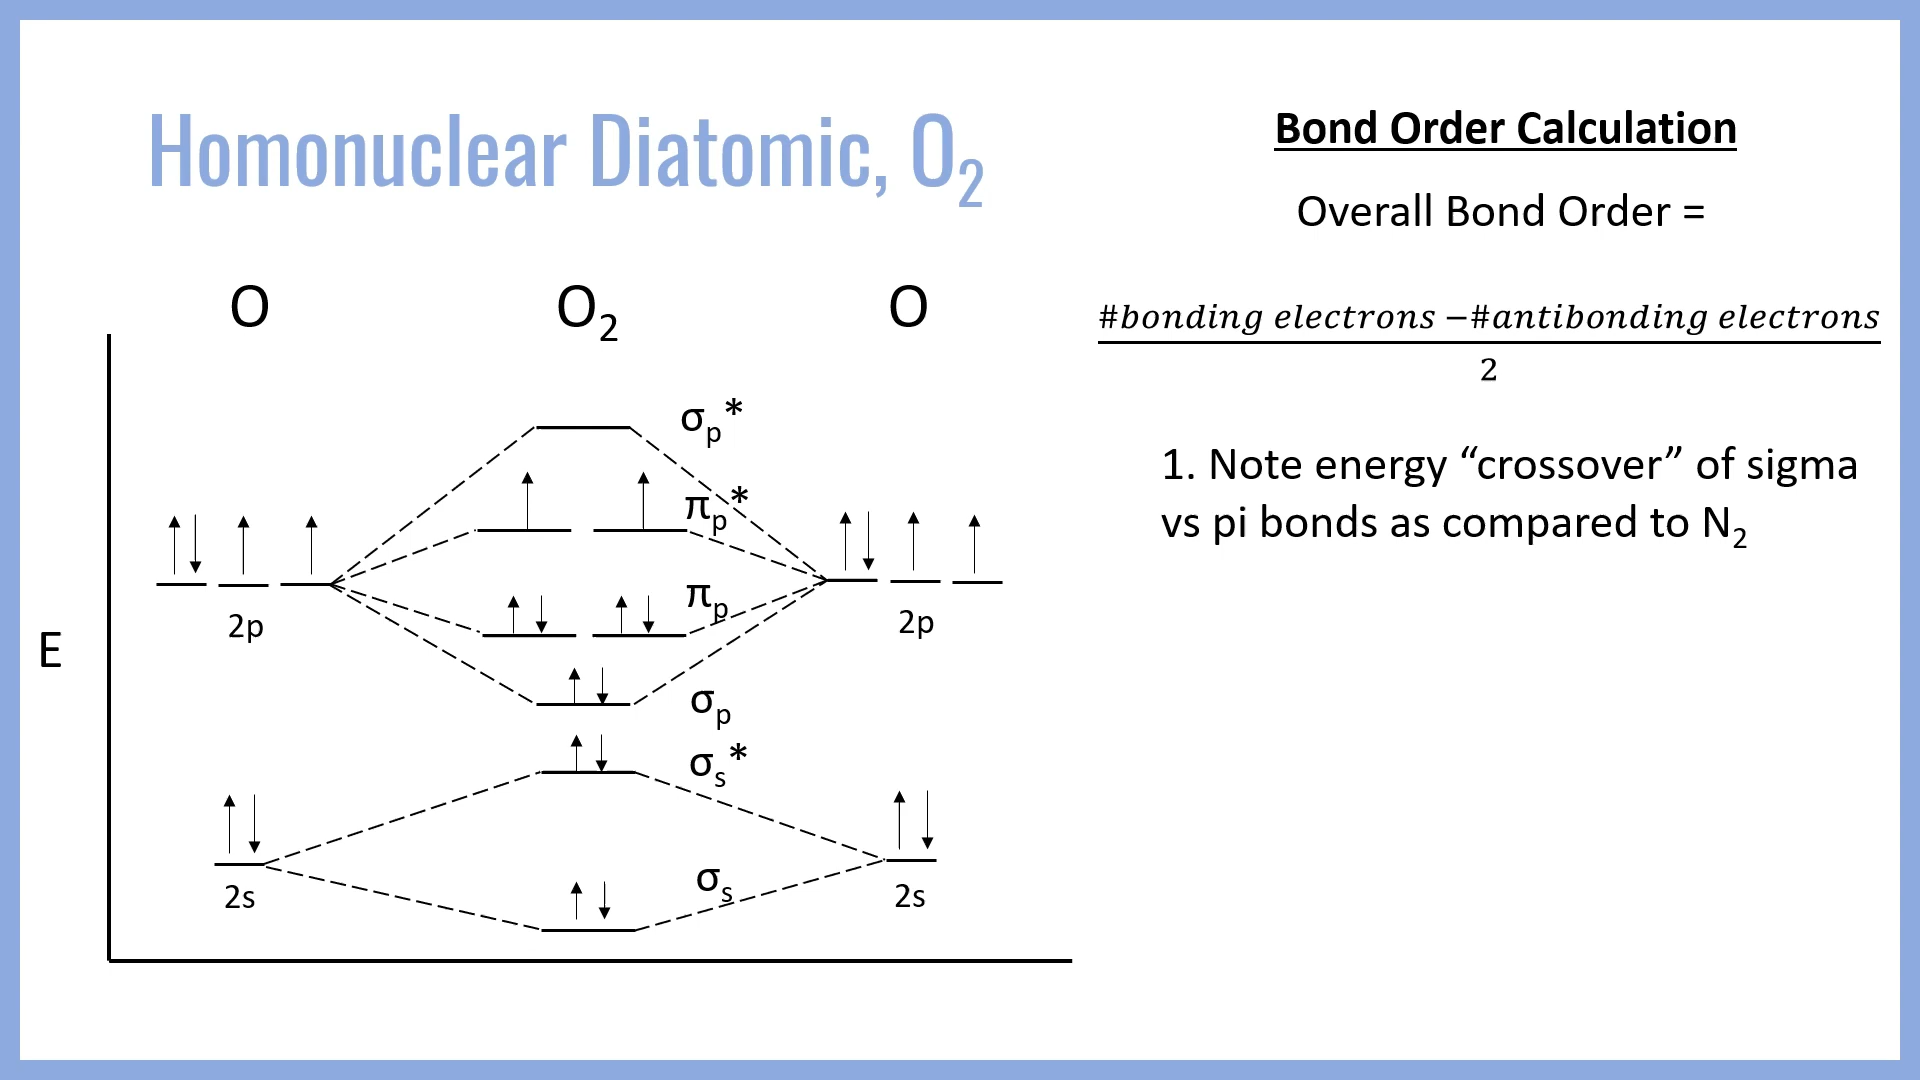 Homonuclear Diatomic, O₂
Bond Order Calculation
Overall Bond Order =
#bonding electrons −#antibonding electrons
2
1. Note energy “crossover” of sigma
vs pi bonds as compared to N₂
O O₂ O
σₚ*
πₚ*
πₚ
2p 2p
E
σₚ
σₛ*
σₛ
2s 2s